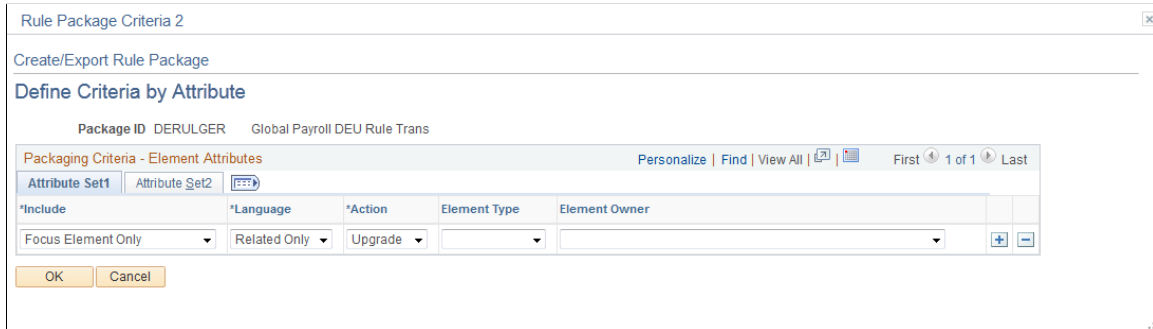 Rule Package Criteria 2
Create/Export Rule Package
Define Criteria by Attribute
Package ID DERULGER Global Payroll DEU Rule Trans
Packaging Criteria - Element Attributes Personalize | Find | View All | | First 1 of 1 Last
Attribute Set1 Attribute Set2
*Include *Language *Action Element Type Element Owner
Focus Element Only Related Only Upgrade
OK Cancel